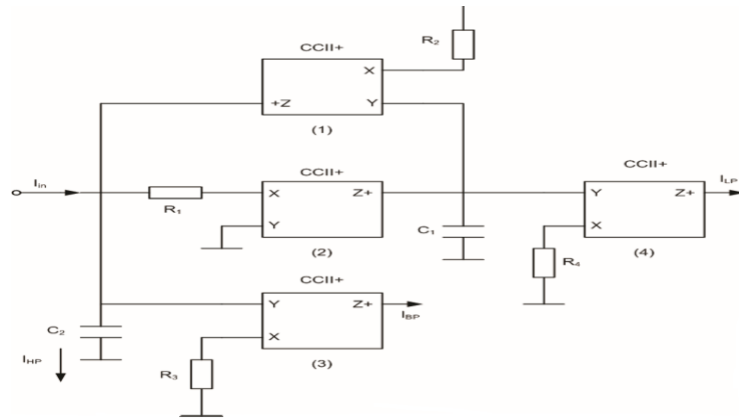 CCII+
R2
X
+Z
Y
(1)
Iin
R1
CCII+
X
Z+
Y
(2)
C1
CCII+
ILP
Y
Z+
X
R4
(4)
CCII+
Y
Z+
X
IBP
(3)
C2
IHP
R3